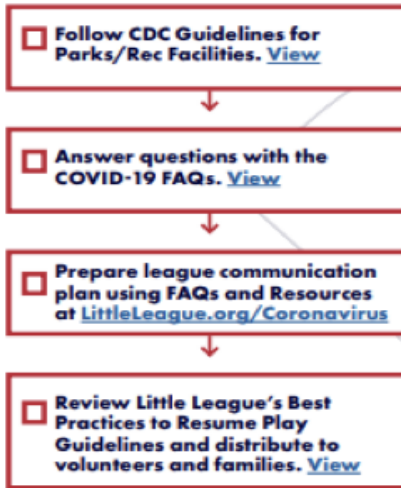 Follow CDC Guidelines for
Parks/Rec Facilities. View
Answer questions with the
COVID-19 FAQs. View
Prepare league communication
plan using FAQs and Resources
at LittleLeague.org/Coronavirus
Review Little League's Best
Practices to Resume Play
Guidelines and distribute to
volunteers and families. View